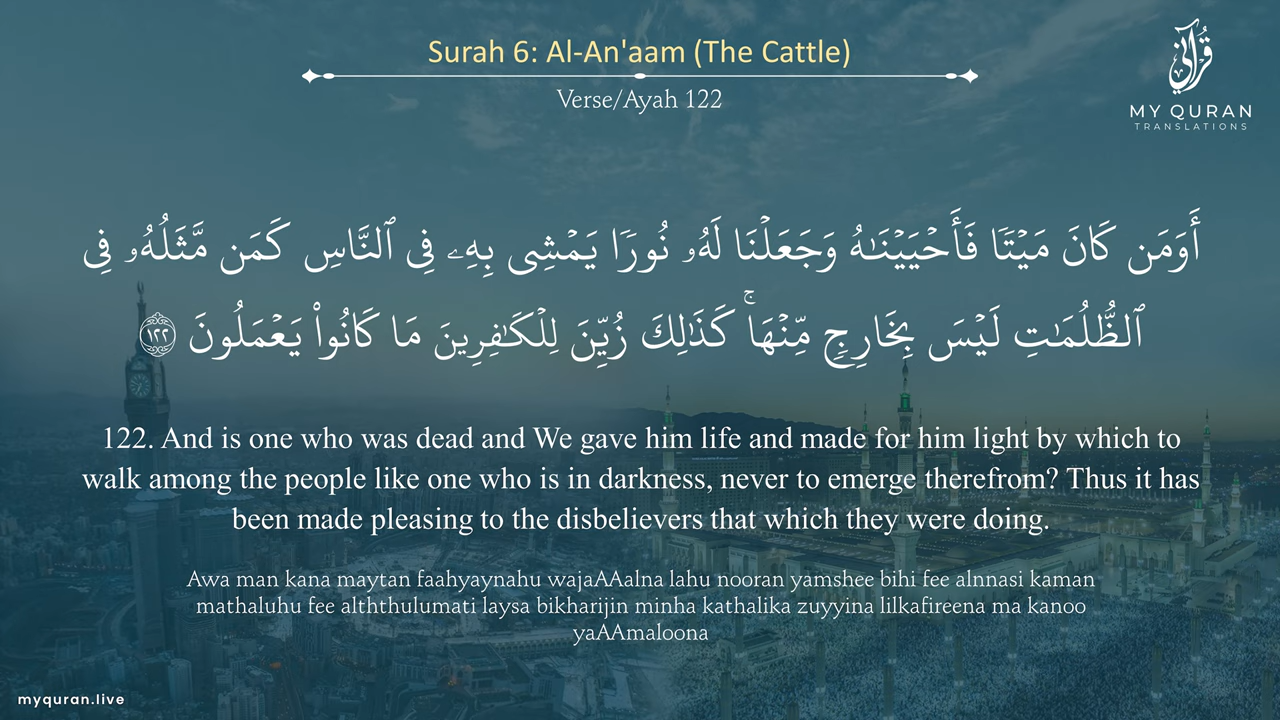 Surah 6: Al-An'aam (The Cattle)
Verse/Ayah 122
قرآني
MY QURAN
TRANSLATIONS
أَوَمَن كَانَ مَيْتًا فَأَحْيَيْنَٰهُ وَجَعَلْنَا لَهُۥ نُورًا يَمْشِى بِهِۦ فِى ٱلنَّاسِ كَمَن مَّثَلُهُۥ فِى
ٱلظُّلُمَٰتِ لَيْسَ بِخَارِجٍ مِّنْهَا ۚ كَذَٰلِكَ زُيِّنَ لِلْكَٰفِرِينَ مَا كَانُوا۟ يَعْمَلُونَ ١٢٢
122. And is one who was dead and We gave him life and made for him light by which to
walk among the people like one who is in darkness, never to emerge therefrom? Thus it has
been made pleasing to the disbelievers that which they were doing.
Awa man kana maytan faahyaynahu wajaAAalna lahu nooran yamshee bihi fee alnnasi kaman
mathaluhu fee alththulumati laysa bikharijin minha kathalika zuyyina lilkafireena ma kanoo
yaAAmaloona
myquran.live